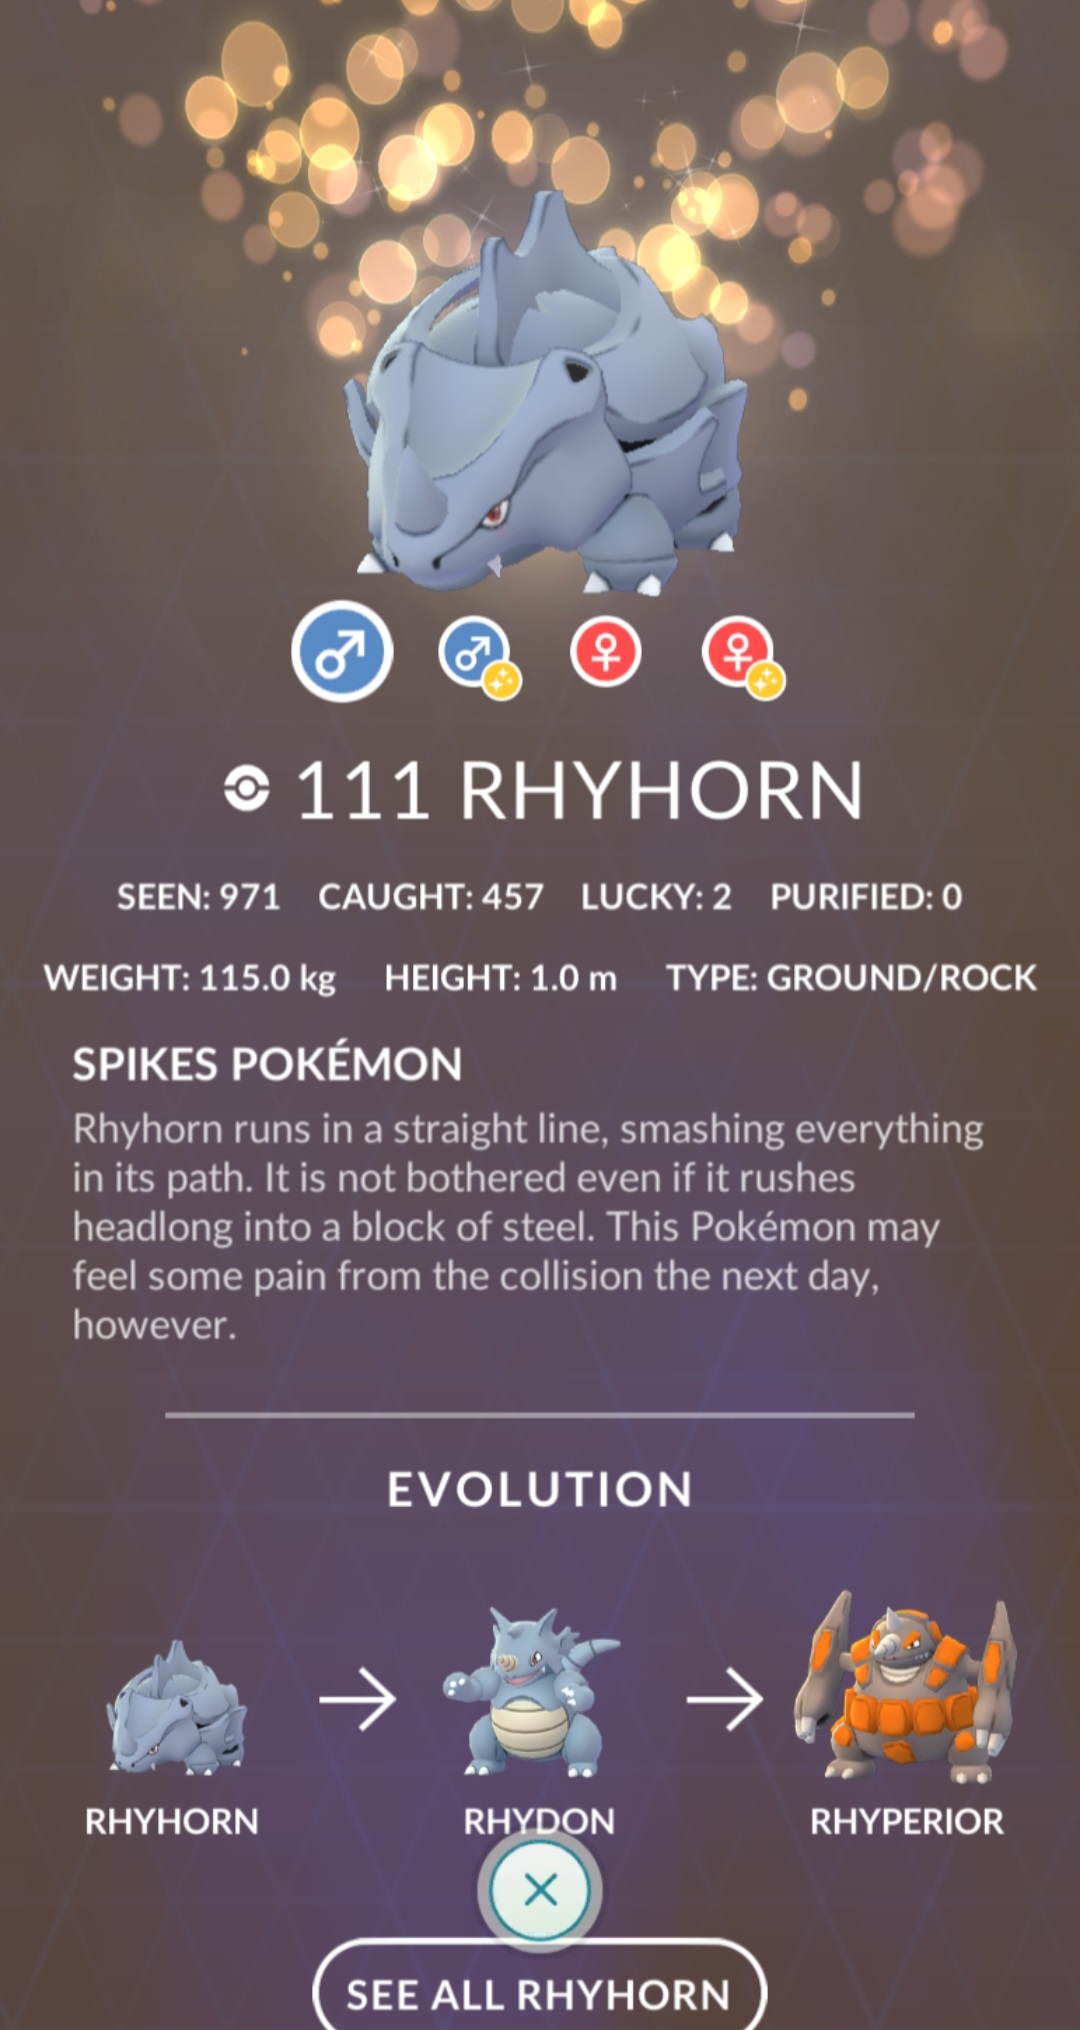 111 RHYHORN
SEEN: 971 CAUGHT: 457 LUCKY: 2 PURIFIED: 0
WEIGHT: 115.0 kg HEIGHT: 1.0 m TYPE: GROUND/ROCK
SPIKES POKÉMON
Rhyhorn runs in a straight line, smashing everything
in its path. It is not bothered even if it rushes
headlong into a block of steel. This Pokémon may
feel some pain from the collision the next day,
however.
EVOLUTION
RHYHORN RHYDON RHYPERIOR
SEE ALL RHYHORN